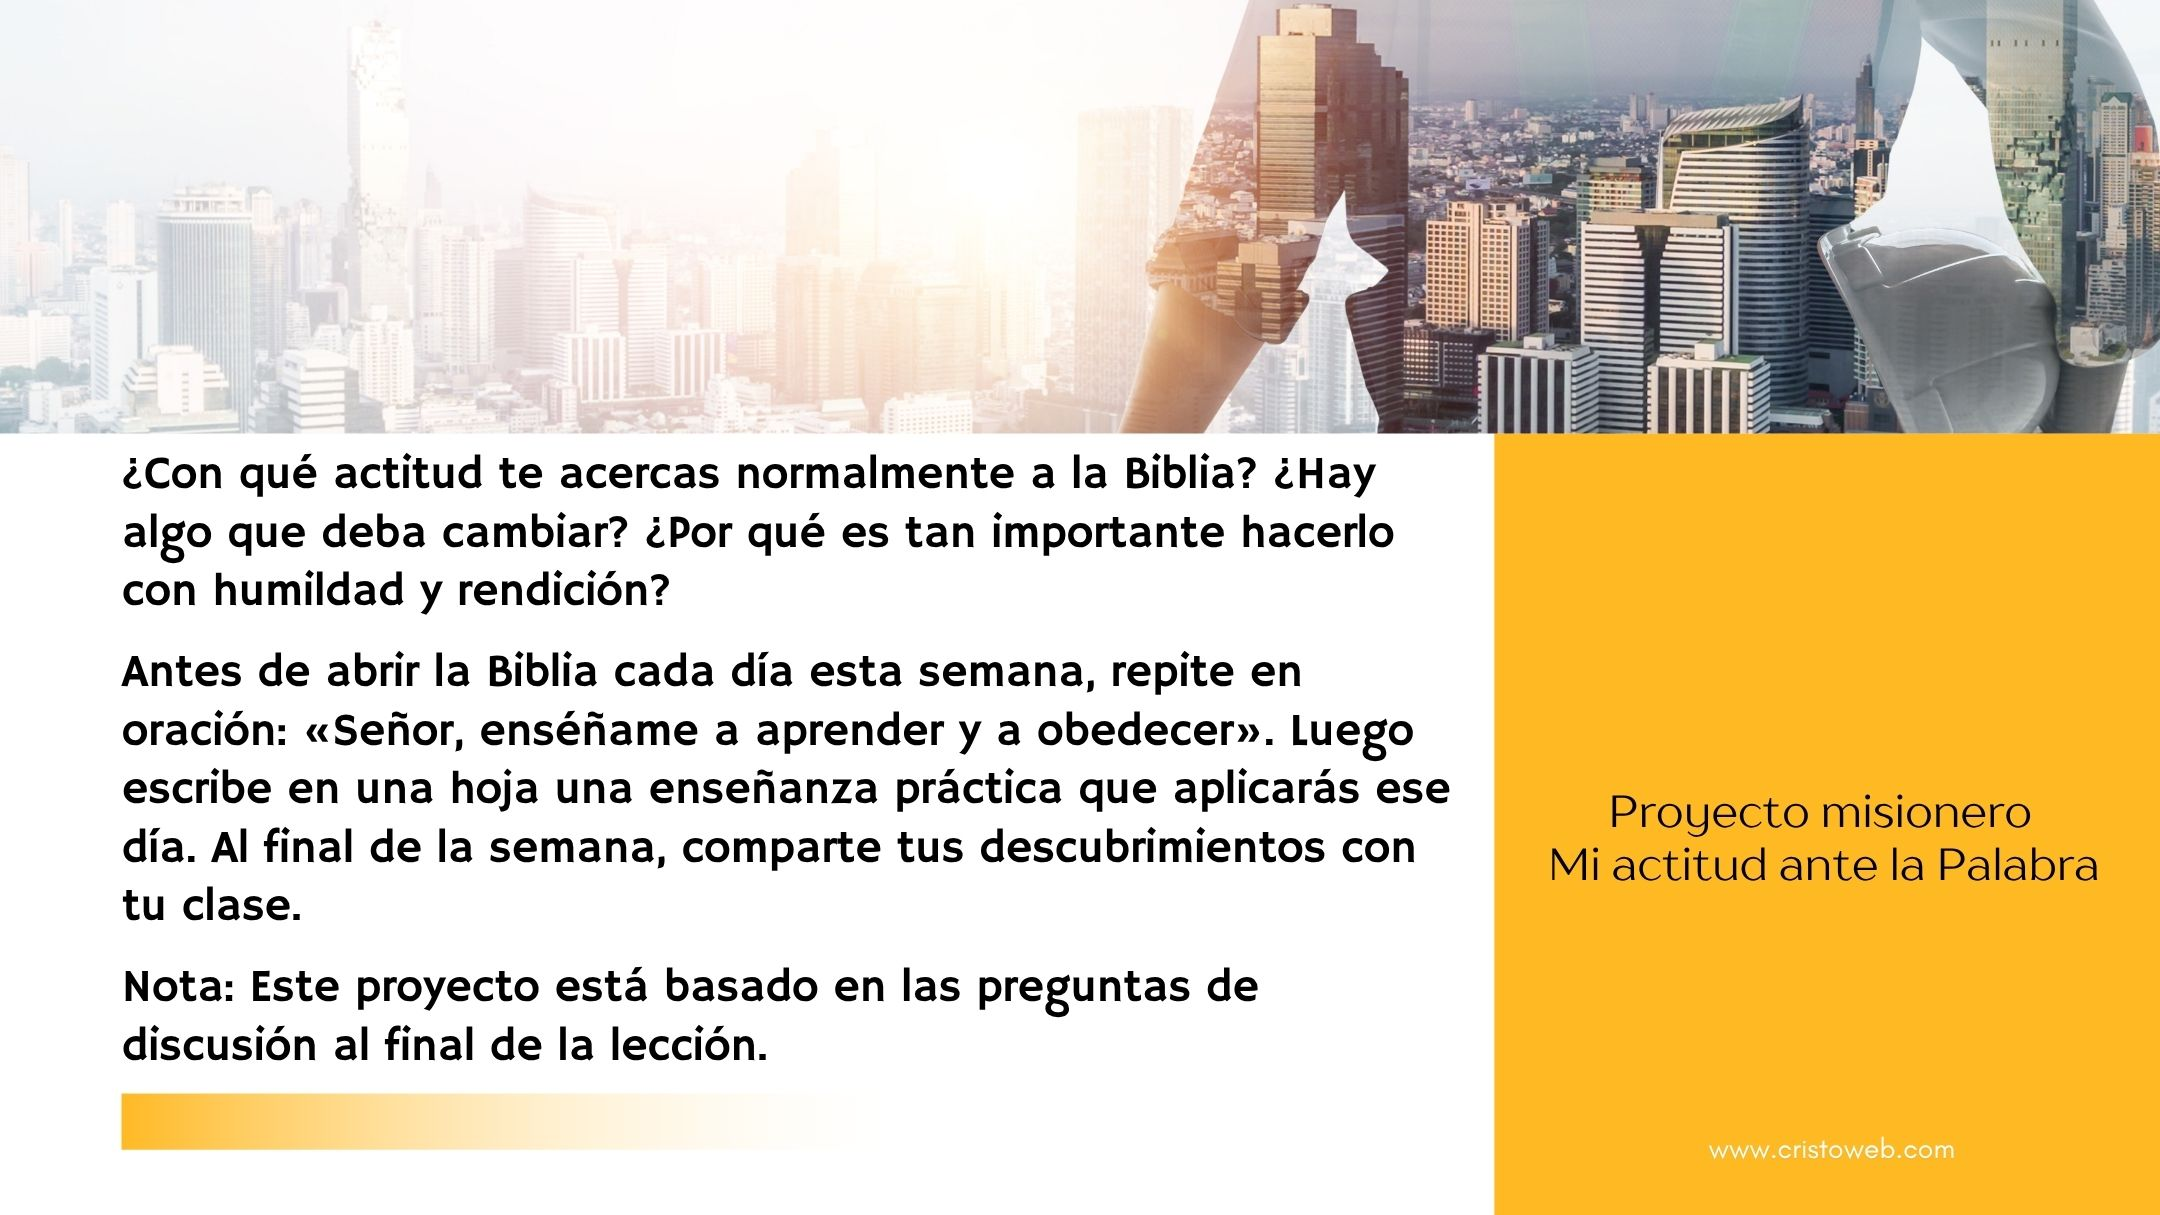 ¿Con qué actitud te acercas normalmente a la Biblia? ¿Hay
algo que deba cambiar? ¿Por qué es tan importante hacerlo
con humildad y rendición?
Antes de abrir la Biblia cada día esta semana, repite en
oración: «Señor, enséñame a aprender y a obedecer». Luego
escribe en una hoja una enseñanza práctica que aplicarás ese
día. Al final de la semana, comparte tus descubrimientos con
tu clase.
Nota: Este proyecto está basado en las preguntas de
discusión al final de la lección.
Proyecto misionero
Mi actitud ante la Palabra
www.cristoweb.com